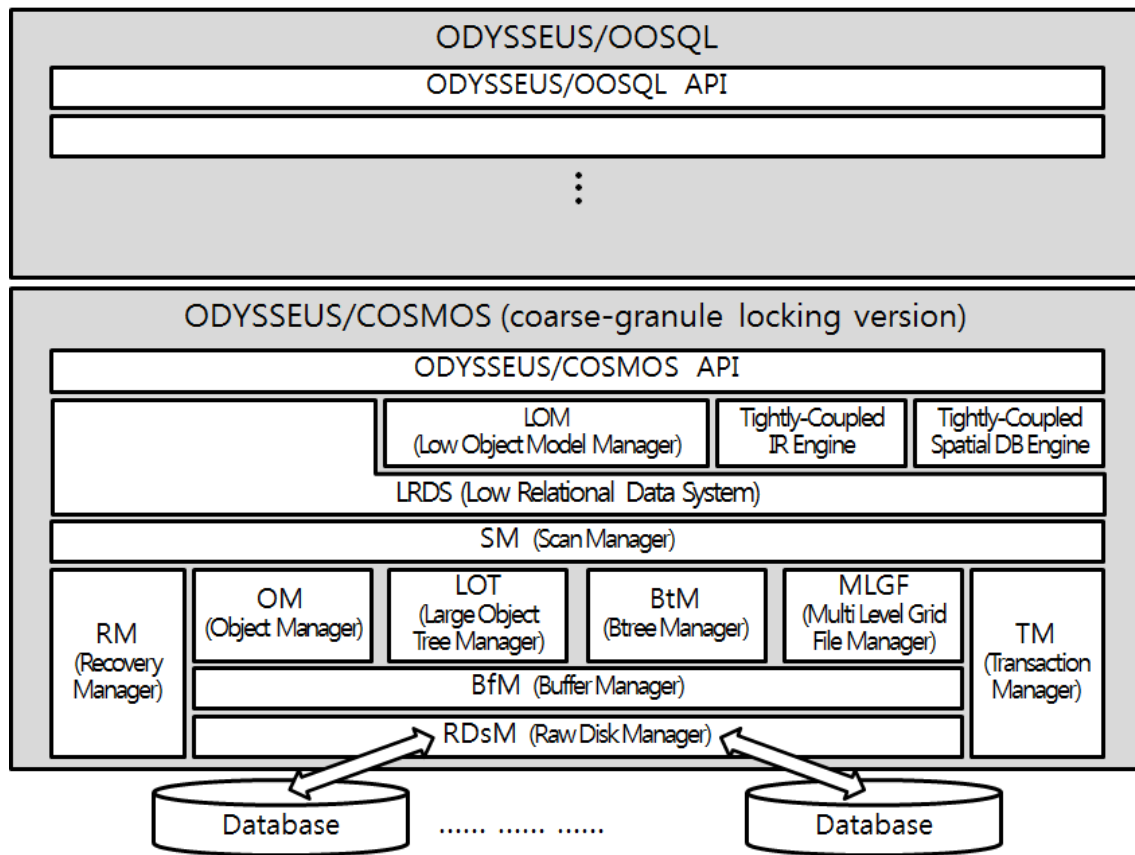 ODYSSEUS/OOSQL
ODYSSEUS/OOSQL API
⋮
ODYSSEUS/COSMOS (coarse-granule locking version)
ODYSSEUS/COSMOS API
LOM
(Low Object Model Manager)
Tightly-Coupled
IR Engine
Tightly-Coupled
Spatial DB Engine
LRDS (Low Relational Data System)
SM (Scan Manager)
RM
(Recovery
Manager)
OM
(Object Manager)
LOT
(Large Object
Tree Manager)
BtM
(Btree Manager)
MLGF
(Multi Level Grid
File Manager)
TM
(Transaction
Manager)
BfM (Buffer Manager)
RDsM (Raw Disk Manager)
Database
...... ...... ......
Database